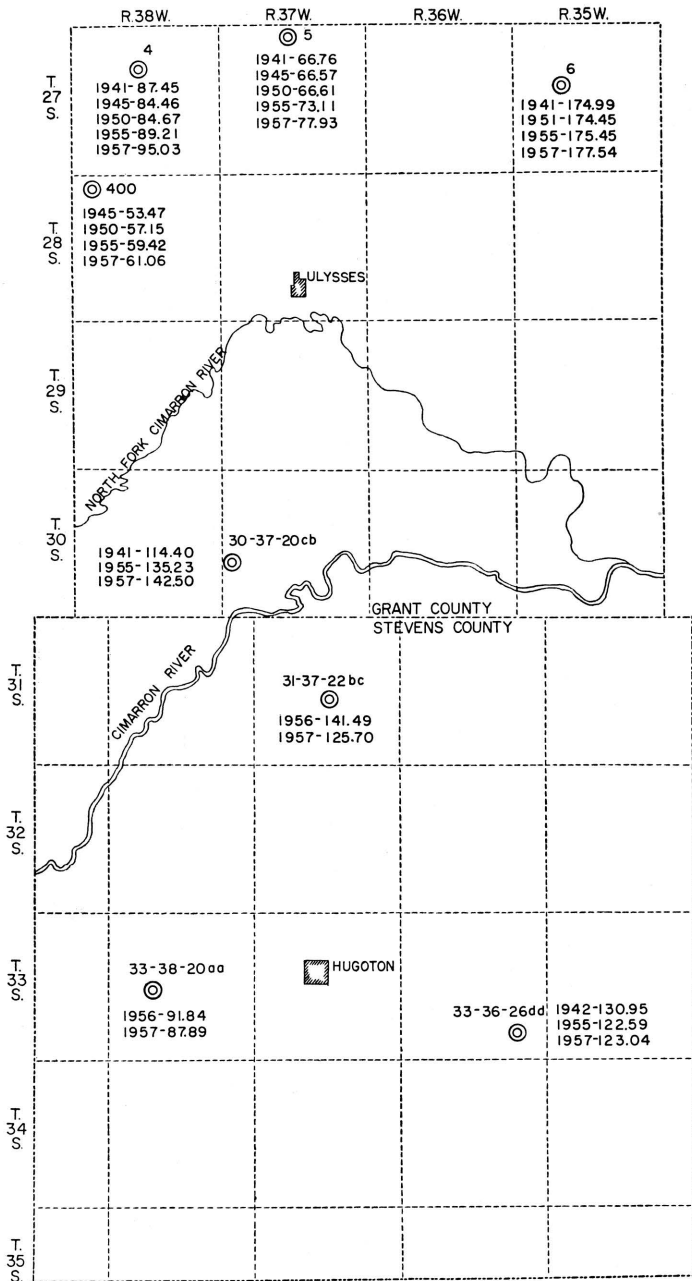 R.38W. R.37W. R.36W. R.35W.
T.
27
S.
4
1941-87.45
1945-84.46
1950-84.67
1955-89.21
1957-95.03
5
1941-66.76
1945-66.57
1950-66.61
1955-73.11
1957-77.93
6
1941-174.99
1951-174.45
1955-175.45
1957-177.54
T.
28
S.
400
1945-53.47
1950-57.15
1955-59.42
1957-61.06
ULYSSES
T.
29
S.
NORTH FORK CIMARRON RIVER
T.
30
S.
30-37-20cb
1941-114.40
1955-135.23
1957-142.50
GRANT COUNTY
STEVENS COUNTY
T.
31
S.
CIMARRON RIVER
31-37-22bc
1956-141.49
1957-125.70
T.
32
S.
T.
33
S.
33-38-20aa
1956-91.84
1957-87.89
HUGOTON
33-36-26dd
1942-130.95
1955-122.59
1957-123.04
T.
34
S.
T.
35
S.